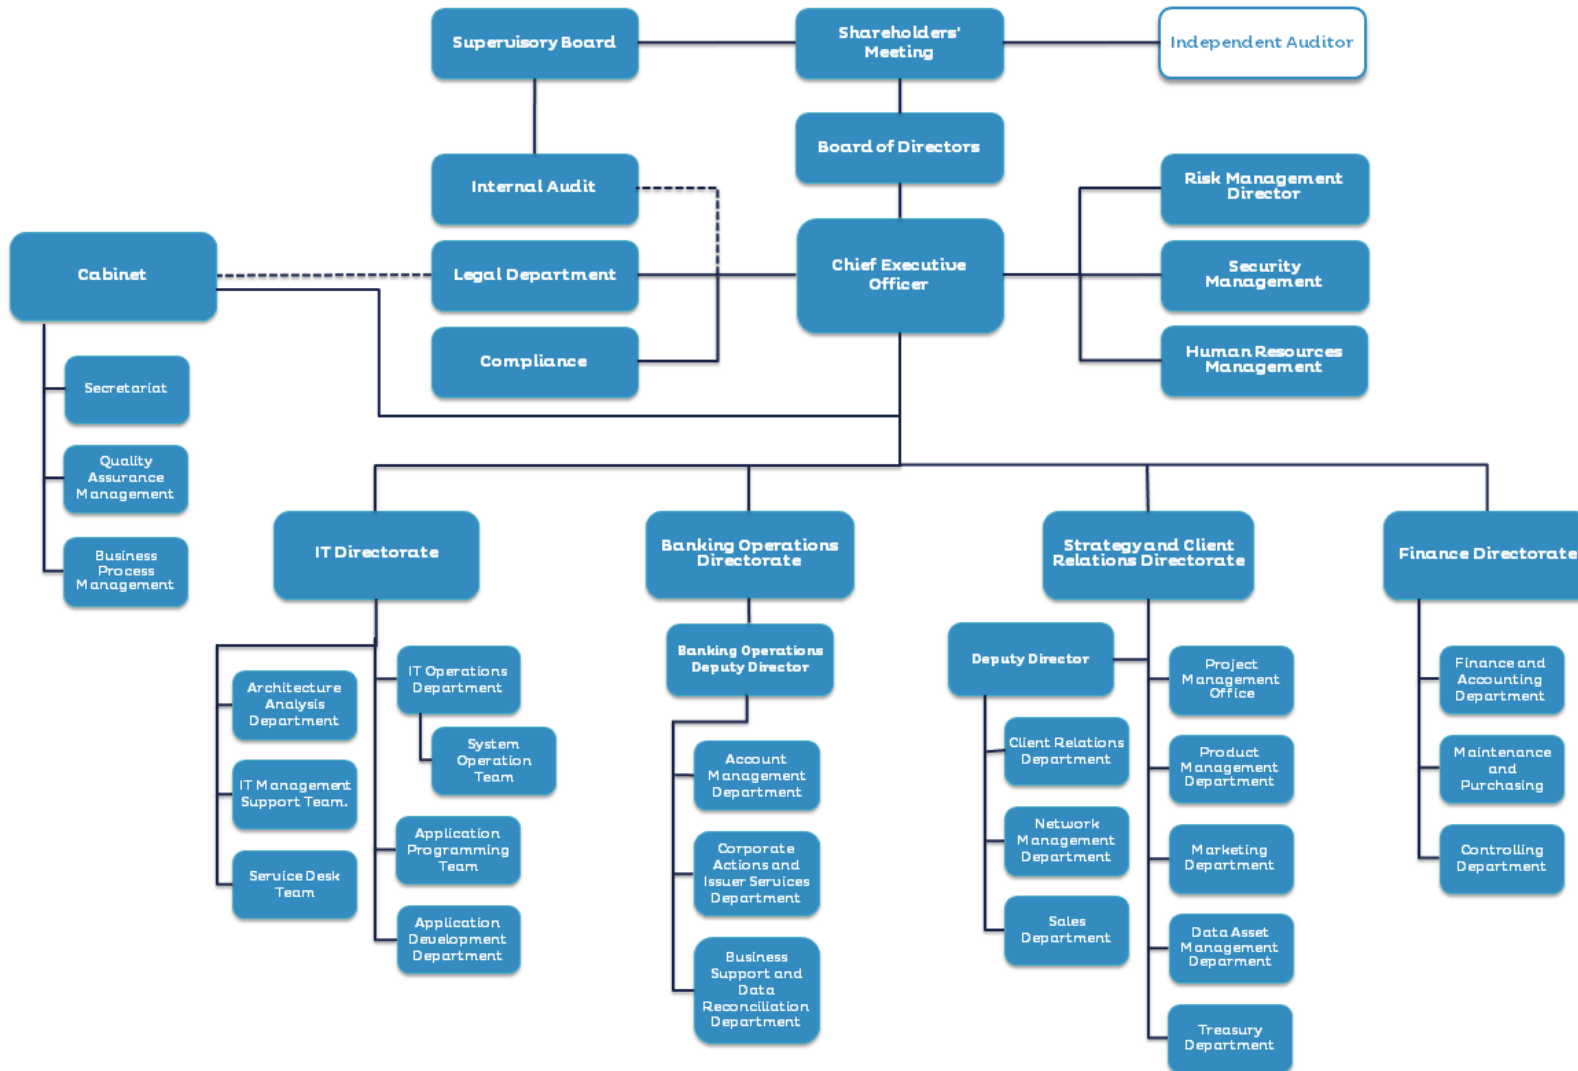 Supervisory Board
Shareholders'
Meeting
Independent Auditor
Board of Directors
Internal Audit
Risk Management
Director
Cabinet
Legal Department
Chief Executive
Officer
Security
Management
Compliance
Human Resources
Management
Secretariat
Quality
Assurance
Management
Business
Process
Management
IT Directorate
Banking Operations
Directorate
Strategy and Client
Relations Directorate
Finance Directorate
Architecture
Analysis
Department
IT Management
Support Team.
Service Desk
Team
IT Operations
Department
System
Operation
Team
Application
Programming
Team
Application
Development
Department
Banking Operations
Deputy Director
Account
Management
Department
Corporate
Actions and
Issuer Services
Department
Business
Support and
Data
Reconciliation
Department
Deputy Director
Client Relations
Department
Network
Management
Department
Sales
Department
Project
Management
Office
Product
Management
Department
Marketing
Department
Data Asset
Management
Deparment
Treasury
Department
Finance and
Accounting
Department
Maintenance
and
Purchasing
Controlling
Department